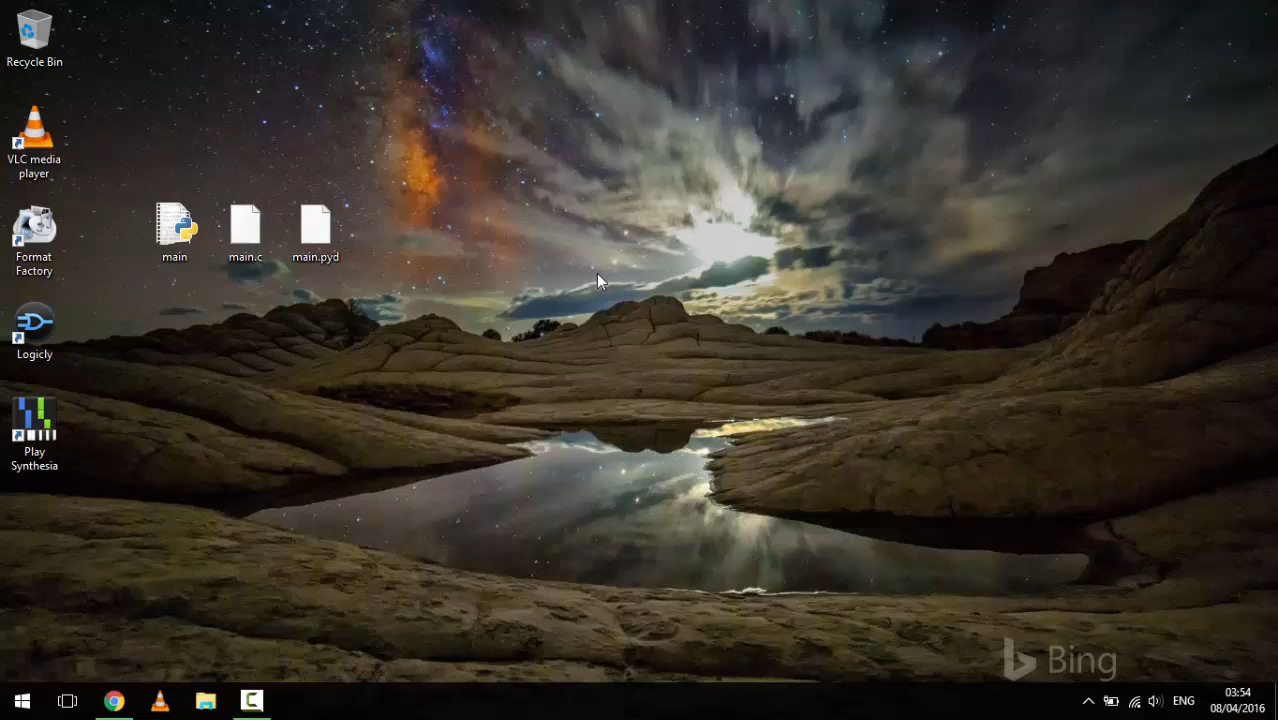 Recycle Bin
VLC media
player
main
main.c
main.pyd
Format
Factory
Logicly
Play
Synthesia
Bing
ENG
03:54
08/04/2016